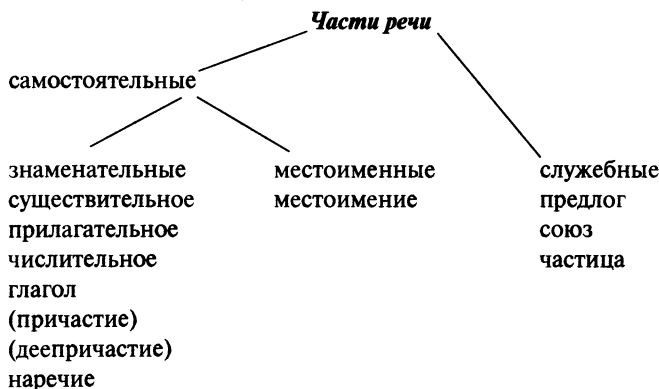 Части речи
самостоятельные
знаменательные местоименные служебные
существительное местоимение предлог
прилагательное союз
числительное частица
глагол
(причастие)
(деепричастие)
наречие